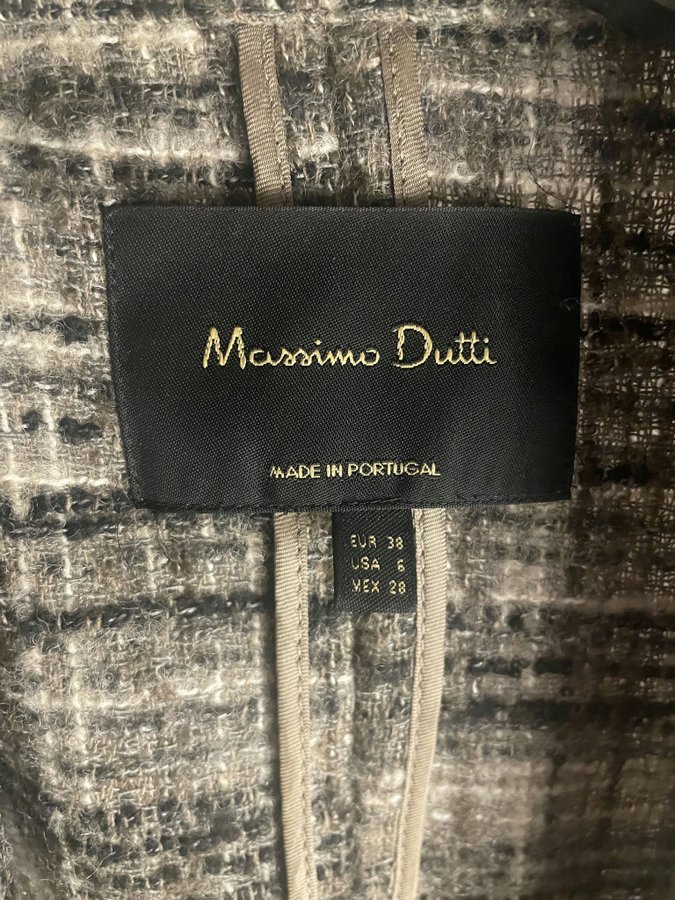 Massimo Dutti
MADE IN PORTUGAL
EUR 38
USA 6
MEX 28